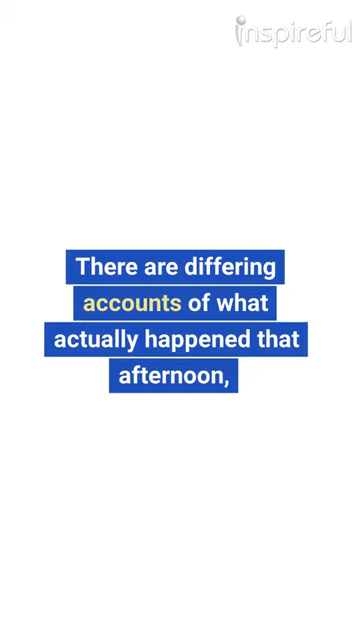 inspireful
There are differing
accounts of what
actually happened that
afternoon,